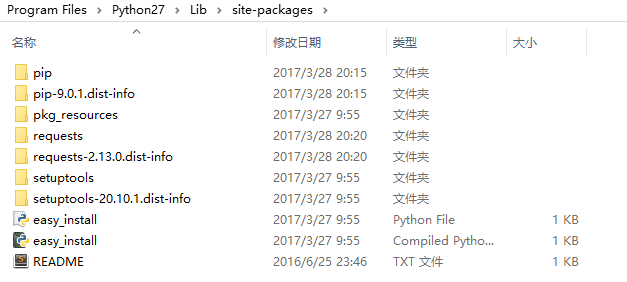 Program Files > Python27 > Lib > site-packages >
名称 修改日期 类型 大小
pip 2017/3/28 20:15 文件夹
pip-9.0.1.dist-info 2017/3/28 20:15 文件夹
pkg_resources 2017/3/27 9:55 文件夹
requests 2017/3/28 20:20 文件夹
requests-2.13.0.dist-info 2017/3/28 20:20 文件夹
setuptools 2017/3/27 9:55 文件夹
setuptools-20.10.1.dist-info 2017/3/27 9:55 文件夹
easy_install 2017/3/27 9:55 Python File 1 KB
easy_install 2017/3/27 9:55 Compiled Pytho... 1 KB
README 2016/6/25 23:46 TXT 文件 1 KB